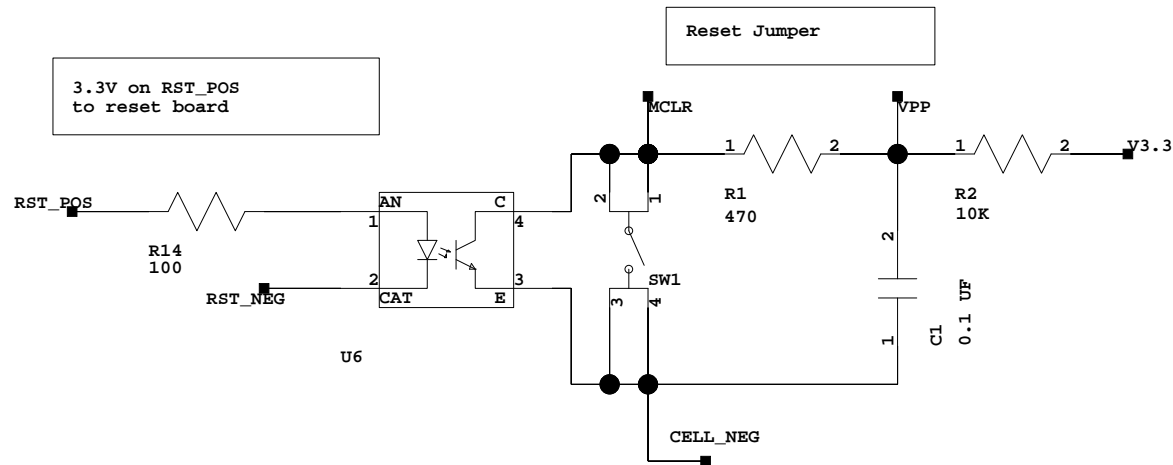 Reset Jumper
3.3V on RST_POS
to reset board
MCLR
VPP
1
2
1
2
V3.3
RST_POS
AN
C
2
1
R1
470
R2
10K
1
4
R14
100
2
SW1
2
3
RST_NEG
CAT
E
3
4
C1
0.1 UF
1
U6
CELL_NEG